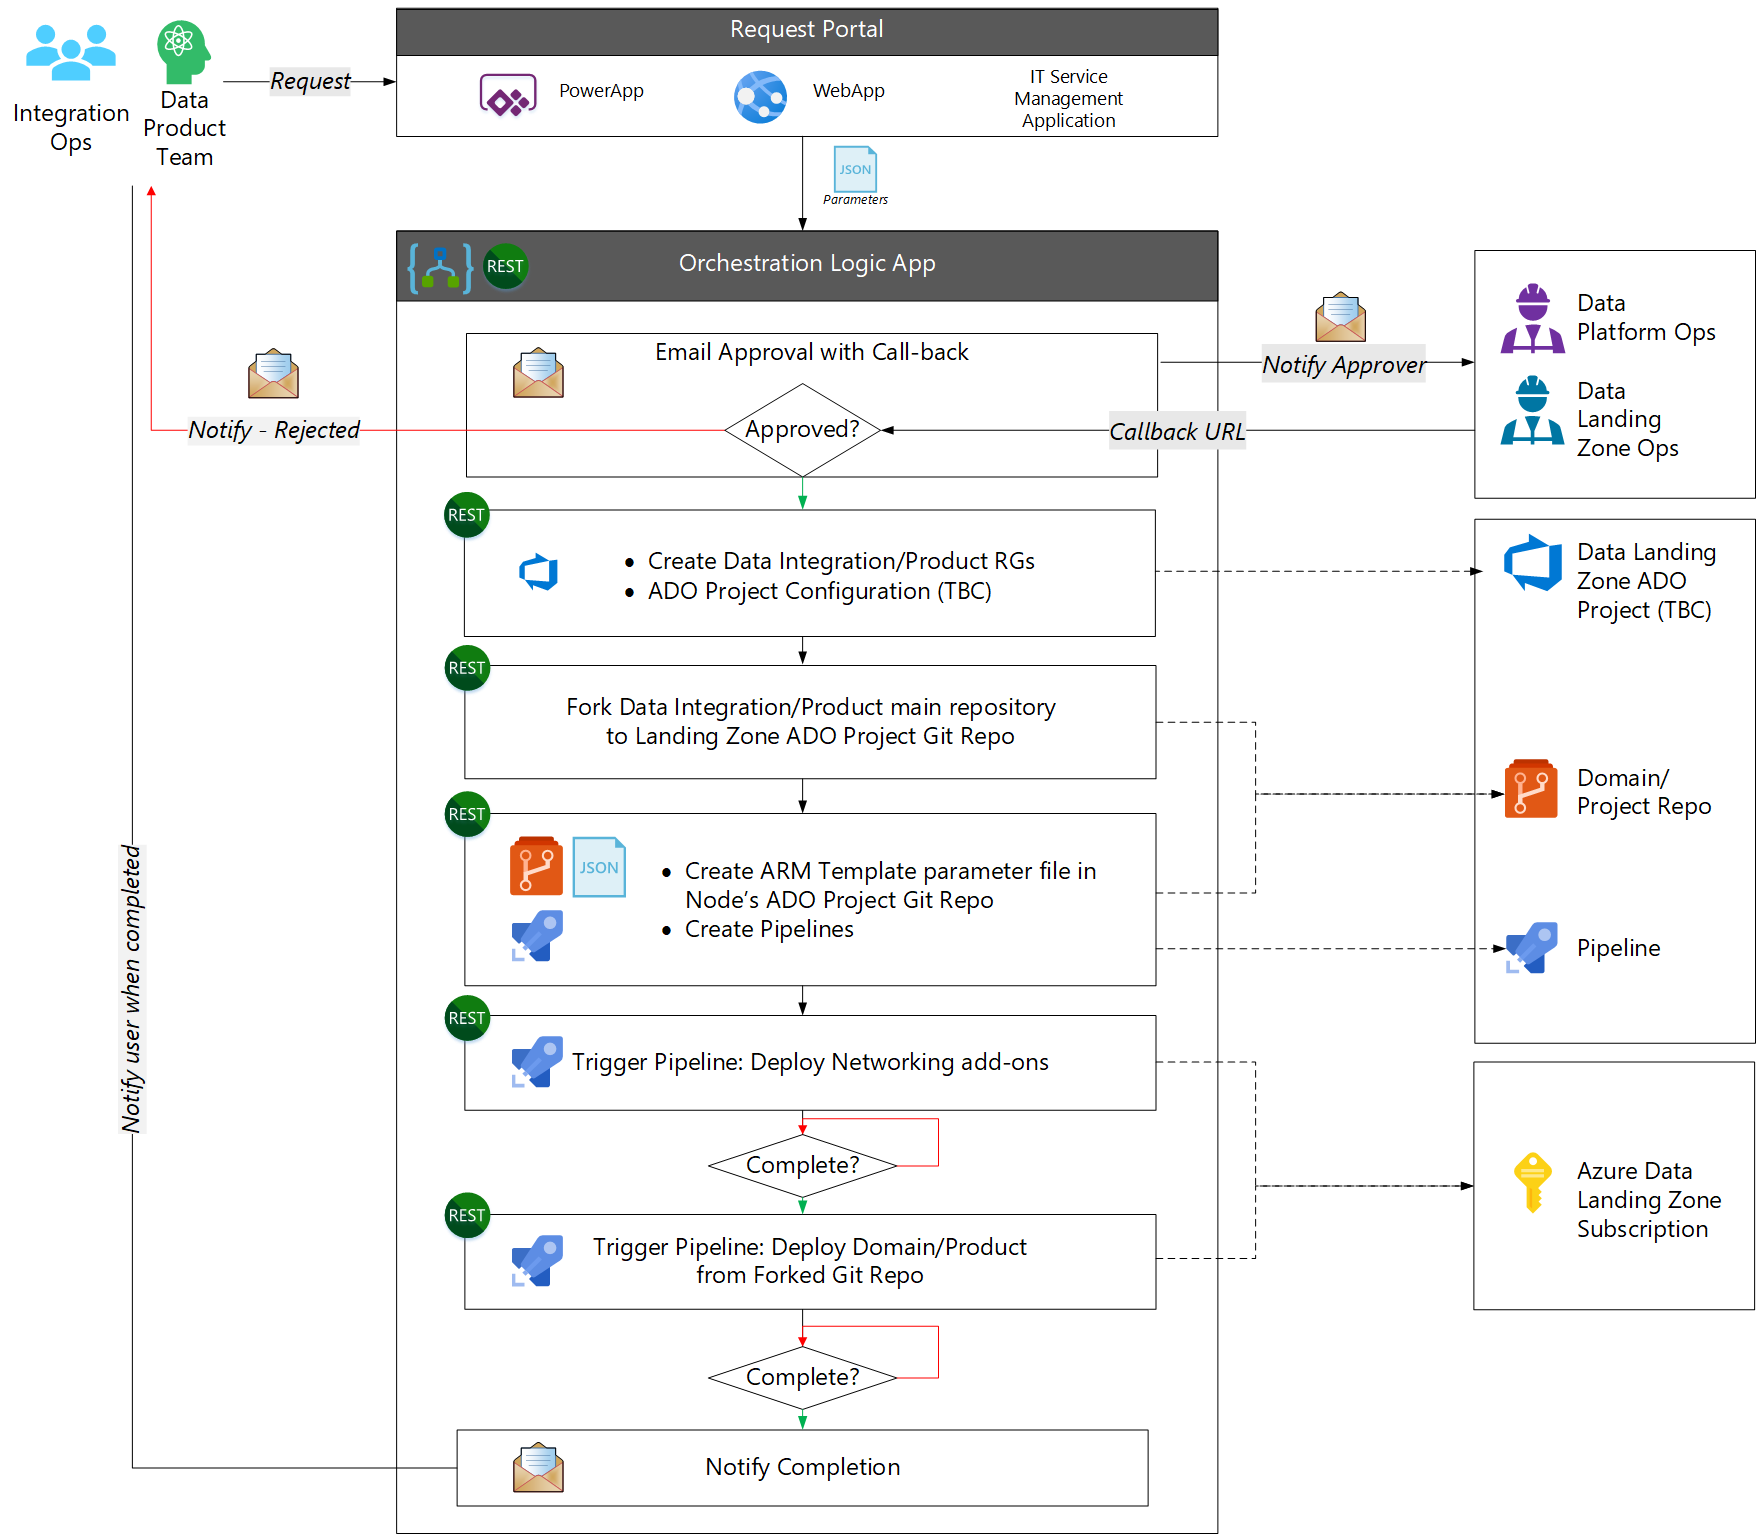 Request Portal
Integration
Ops
Data
Product
Team
Request
PowerApp
WebApp
IT Service
Management
Application
JSON
Parameters
REST
Orchestration Logic App
Email Approval with Call-back
Notify Approver
Data
Platform Ops
Notify - Rejected
Approved?
Callback URL
Data
Landing
Zone Ops
REST
• Create Data Integration/Product RGs
• ADO Project Configuration (TBC)
Data Landing
Zone ADO
Project (TBC)
REST
Fork Data Integration/Product main repository
to Landing Zone ADO Project Git Repo
Domain/
Project Repo
REST
JSON
• Create ARM Template parameter file in
Node’s ADO Project Git Repo
• Create Pipelines
Pipeline
Notify user when completed
REST
Trigger Pipeline: Deploy Networking add-ons
Complete?
Azure Data
Landing Zone
Subscription
REST
Trigger Pipeline: Deploy Domain/Product
from Forked Git Repo
Complete?
Notify Completion